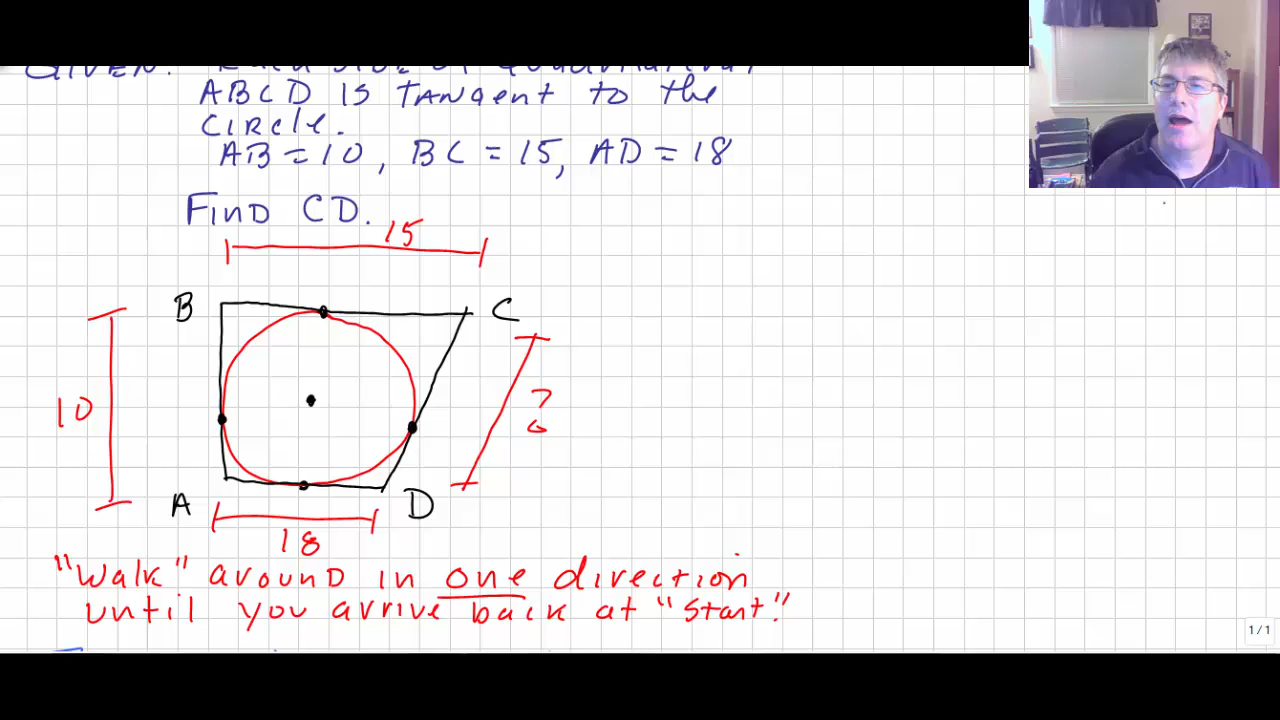 ABCD is Tangent to the
Circle.
AB = 10, BC = 15, AD = 18
Find CD.
15
B
C
10
?
A
D
18
"Walk" around in one direction
until you arrive back at "Start".
1 / 1